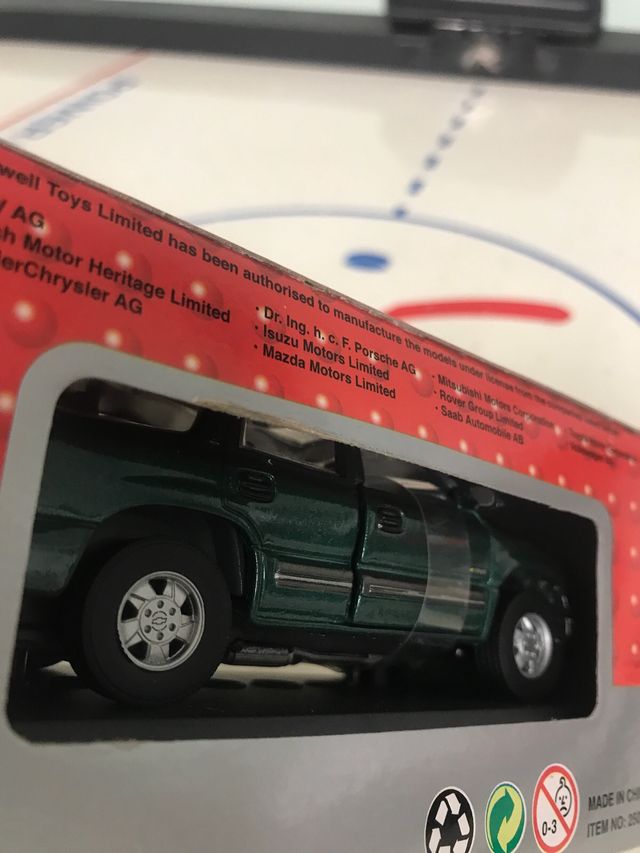 well Toys Limited has been authorised to manufacture the models under license from the
AG
h Motor Heritage Limited
lerChrysler AG
· Dr. Ing. h. c. F. Porsche AG
· Isuzu Motors Limited
· Mazda Motors Limited
· Mitsubishi Motors Corporation
· Rover Group Limited
· Saab Automobile AB
0-3
MADE IN CHI
ITEM NO: 250